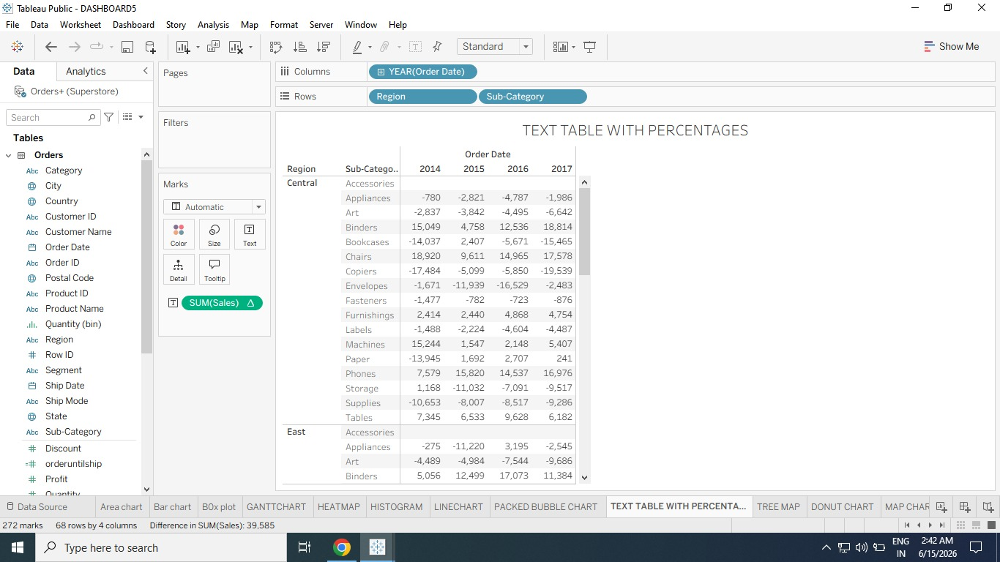 Tableau Public - DASHBOARD5
File Data Worksheet Dashboard Story Analysis Map Format Server Window Help
Standard
Show Me
Data Analytics
Pages
Columns YEAR(Order Date)
Orders+ (Superstore)
Rows Region Sub-Category
Search
Filters
Tables
TEXT TABLE WITH PERCENTAGES
Orders
Abc Category
City
Country
Abc Customer ID
Abc Customer Name
Order Date
Abc Order ID
Postal Code
Abc Product ID
Abc Product Name
Quantity (bin)
Abc Region
# Row ID
Abc Segment
Ship Date
Abc Ship Mode
State
Abc Sub-Category
# Discount
=# orderuntilship
# Profit
# Quantity
Marks
Automatic
Color Size Text
Detail Tooltip
SUM(Sales) Δ
Order Date
Region Sub-Catego.. 2014 2015 2016 2017
Central Accessories
Appliances -780 -2,821 -4,787 -1,986
Art -2,837 -3,842 -4,495 -6,642
Binders 15,049 4,758 12,536 18,814
Bookcases -14,037 2,407 -5,671 -15,465
Chairs 18,920 9,611 14,965 17,578
Copiers -17,484 -5,099 -5,850 -19,539
Envelopes -1,671 -11,939 -16,529 -2,483
Fasteners -1,477 -782 -723 -876
Furnishings 2,414 2,440 4,868 4,754
Labels -1,488 -2,224 -4,604 -4,487
Machines 15,244 1,547 2,148 5,407
Paper -13,945 1,692 2,707 241
Phones 7,579 15,820 14,537 16,976
Storage 1,168 -11,032 -7,091 -9,517
Supplies -10,653 -8,007 -8,517 -9,286
Tables 7,345 6,533 9,628 6,182
East Accessories
Appliances -275 -11,220 3,195 -2,545
Art -4,489 -4,984 -7,544 -9,686
Binders 5,056 12,499 17,073 11,384
Data Source Area chart Bar chart B0x plot GANTTCHART HEATMAP HISTOGRAM LINECHART PACKED BUBBLE CHART TEXT TABLE WITH PERCENTA... TREE MAP DONUT CHART MAP CHAR
272 marks 68 rows by 4 columns Difference in SUM(Sales): 39,585
Type here to search
ENG
IN
2:42 AM
6/15/2026